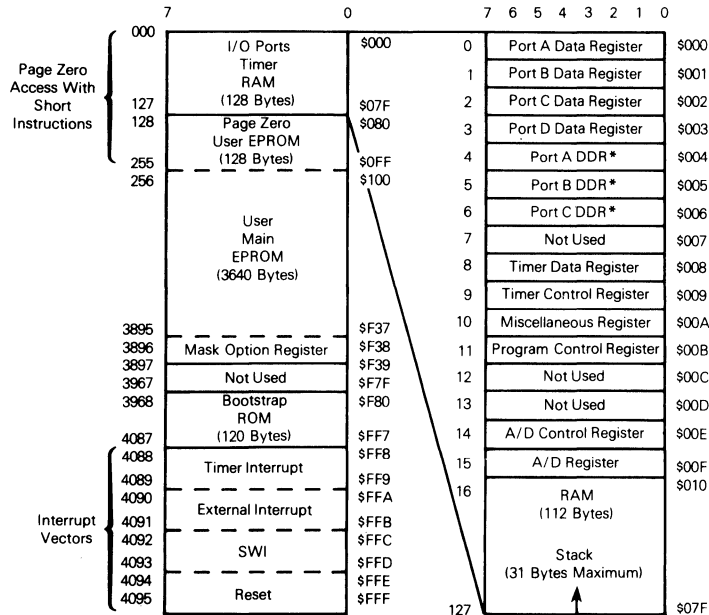 7 0
000 I/O Ports $000
Timer
RAM
(128 Bytes)
127 $07F
Page Zero
Access With
Short
Instructions
128 Page Zero $080
User EPROM
(128 Bytes)
255 $0FF
256 $100
User
Main
EPROM
(3640 Bytes)
3895 $F37
3896 Mask Option Register $F38
3897 $F39
Not Used
3967 $F7F
3968 Bootstrap $F80
ROM
(120 Bytes)
4087 $FF7
4088 $FF8
Timer Interrupt
4089 $FF9
4090 $FFA
External Interrupt
4091 $FFB
Interrupt
Vectors
4092 $FFC
SWI
4093 $FFD
4094 $FFE
Reset
4095 $FFF
7 6 5 4 3 2 1 0
0 Port A Data Register $000
1 Port B Data Register $001
2 Port C Data Register $002
3 Port D Data Register $003
4 Port A DDR* $004
5 Port B DDR* $005
6 Port C DDR* $006
7 Not Used $007
8 Timer Data Register $008
9 Timer Control Register $009
10 Miscellaneous Register $00A
11 Program Control Register $00B
12 Not Used $00C
13 Not Used $00D
14 A/D Control Register $00E
15 A/D Register $00F
16 RAM $010
(112 Bytes)
Stack
(31 Bytes Maximum)
127 $07F